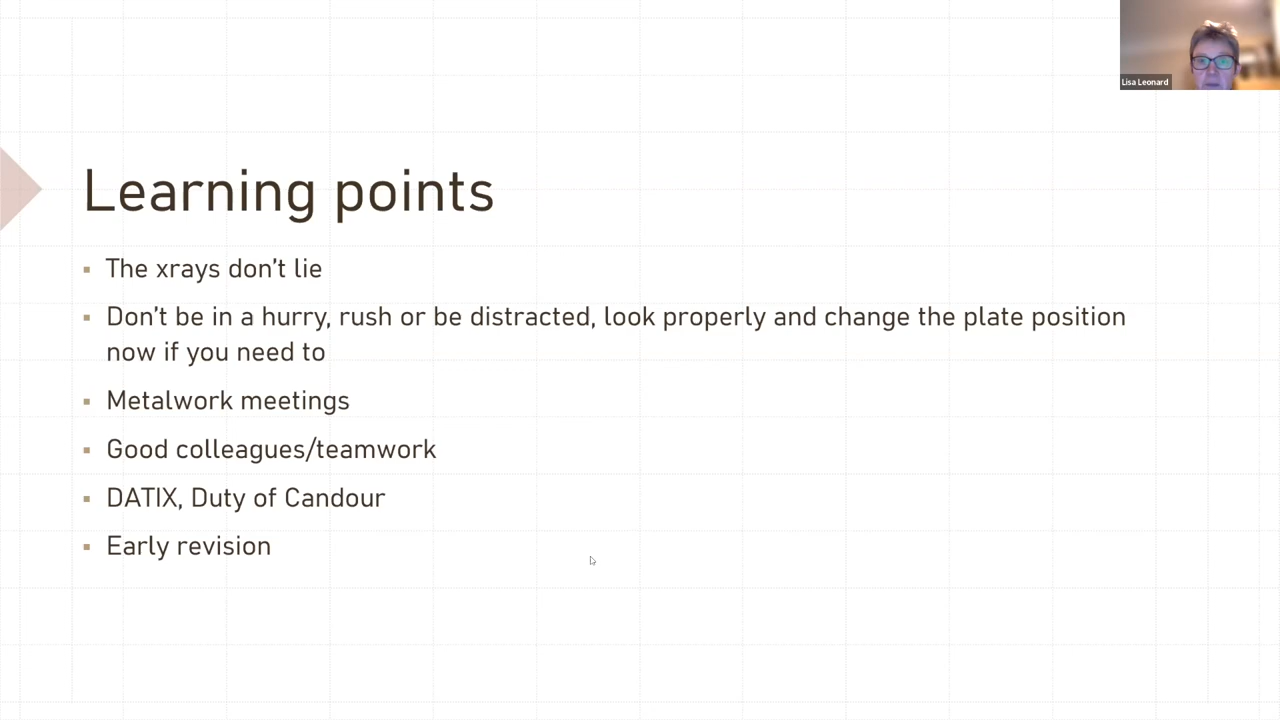 Lisa Leonard
Learning points
The xrays don't lie
Don't be in a hurry, rush or be distracted, look properly and change the plate position
now if you need to
Metalwork meetings
Good colleagues/teamwork
DATIX, Duty of Candour
Early revision